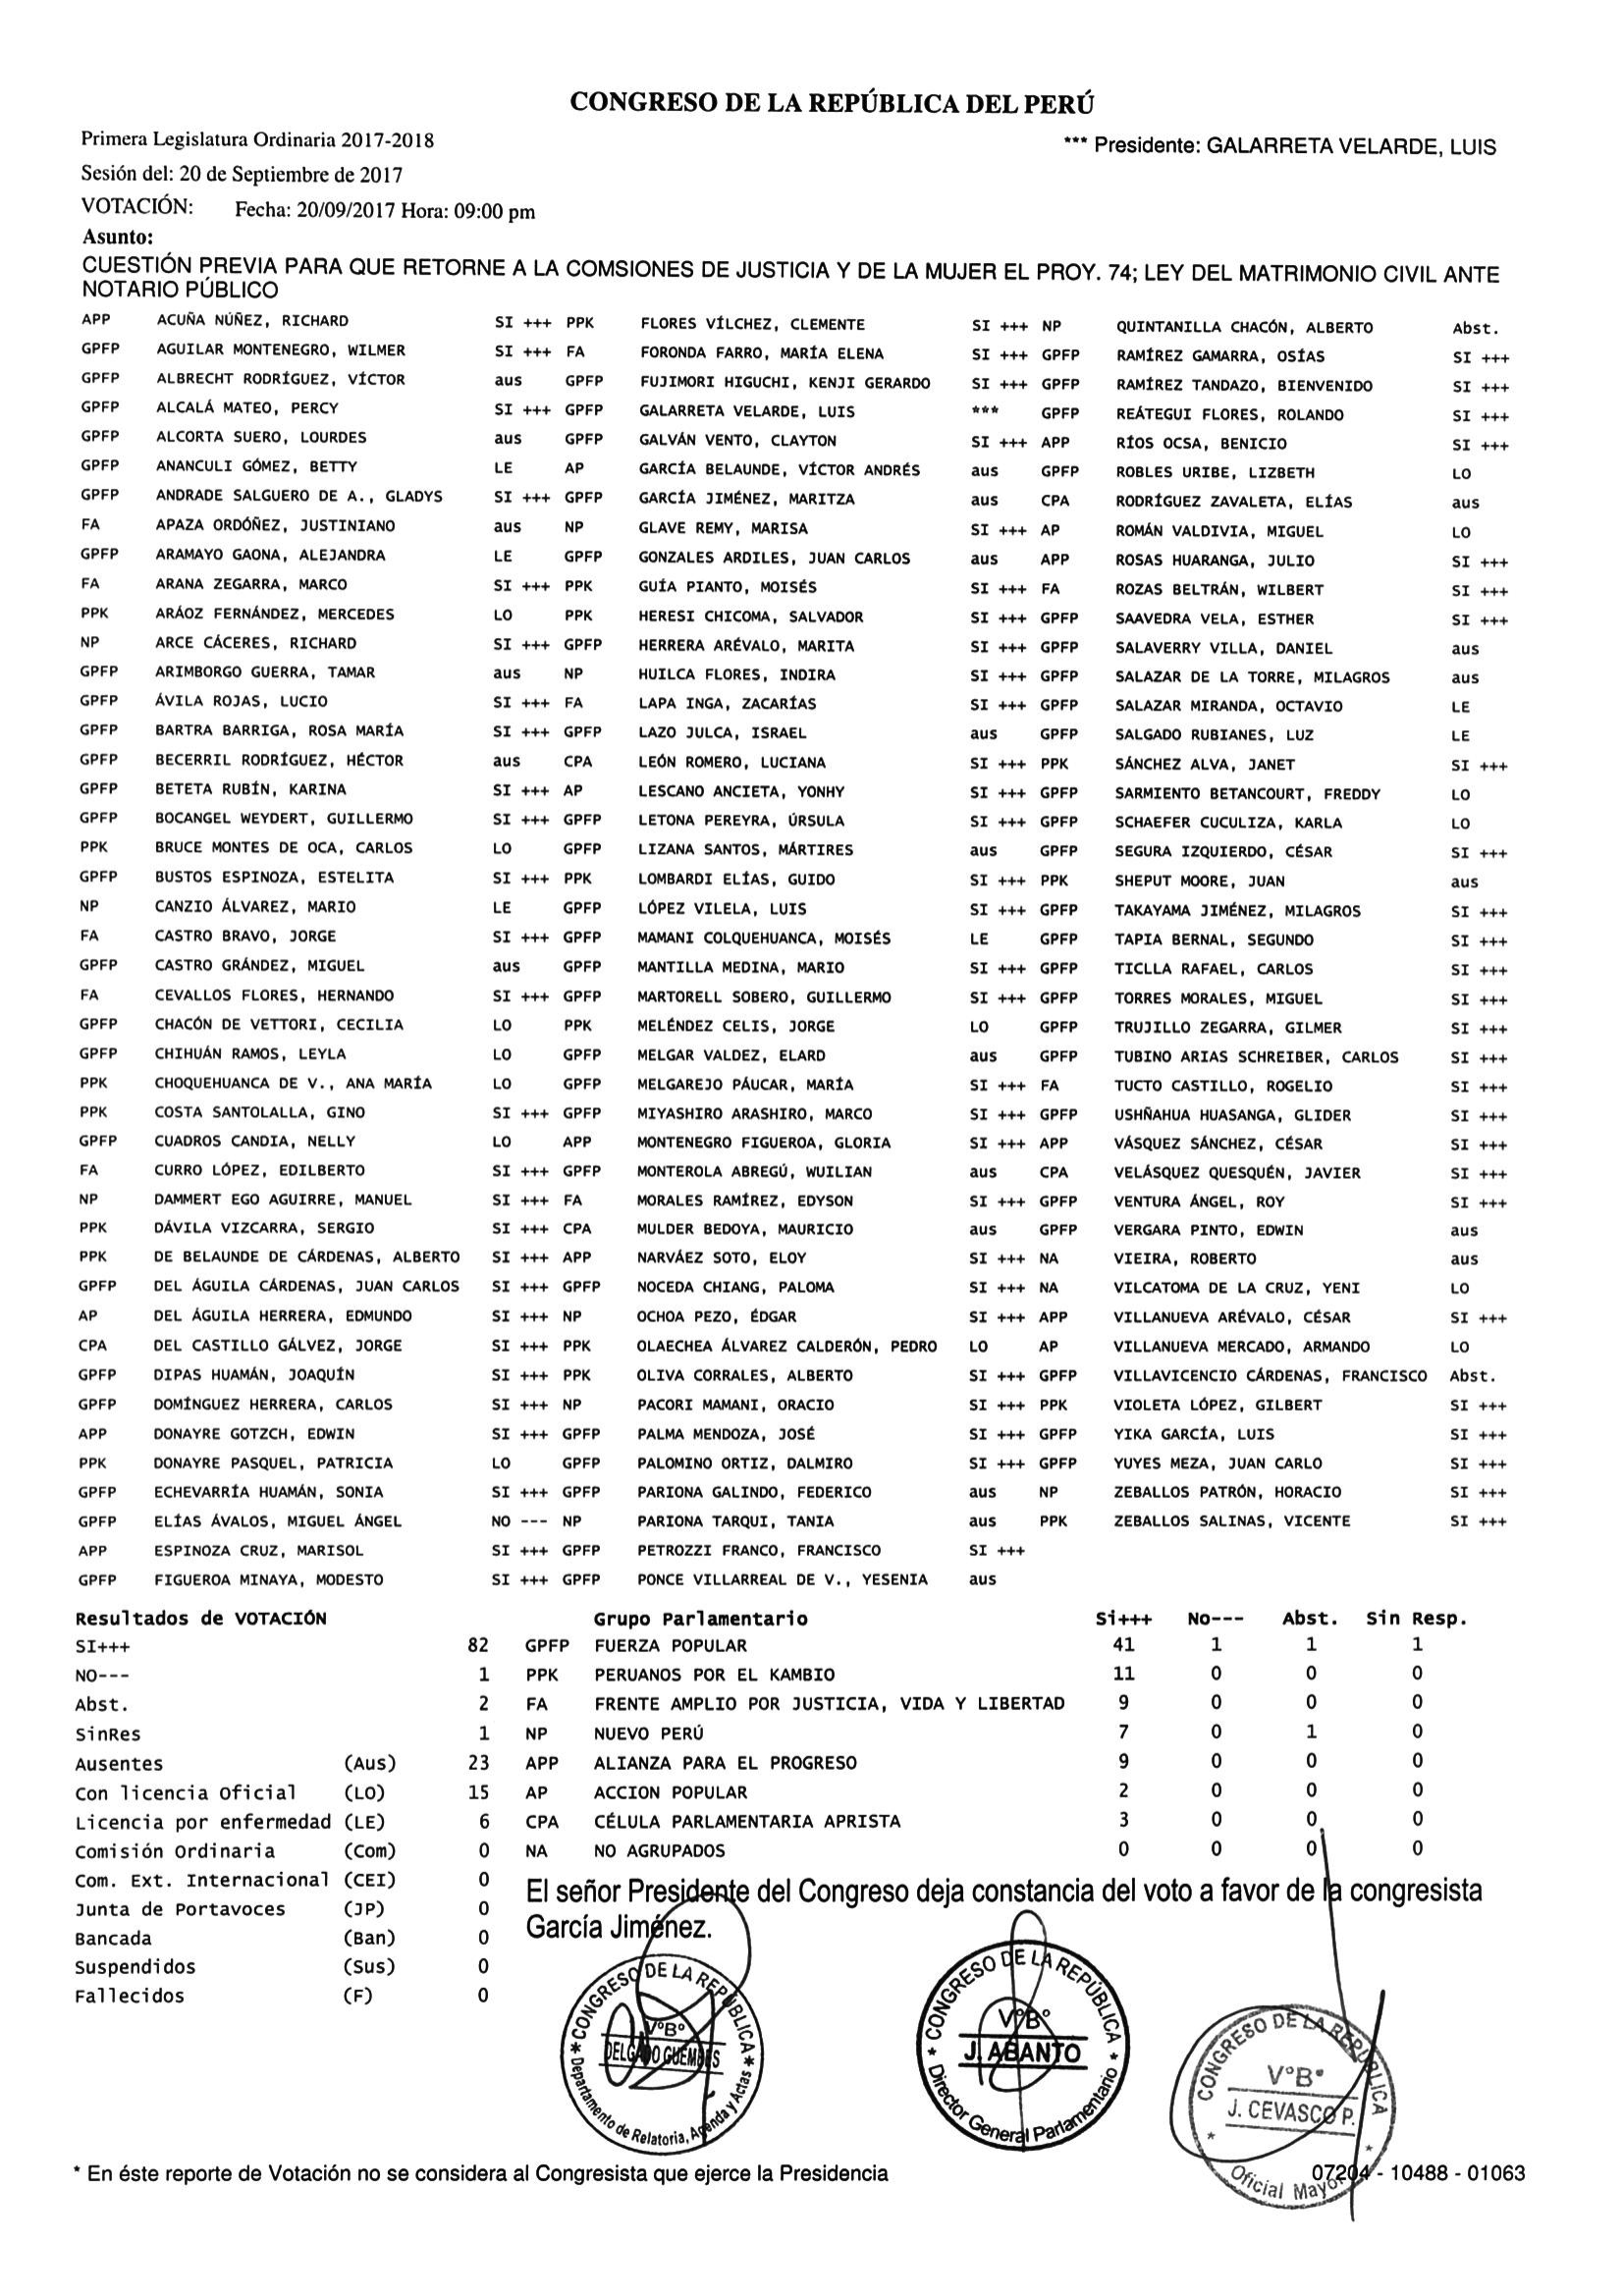 CONGRESO DE LA REPÚBLICA DEL PERÚ
Primera Legislatura Ordinaria 2017-2018 *** Presidente: GALARRETA VELARDE, LUIS
Sesión del: 20 de Septiembre de 2017
VOTACIÓN: Fecha: 20/09/2017 Hora: 09:00 pm
Asunto:
CUESTIÓN PREVIA PARA QUE RETORNE A LA COMSIONES DE JUSTICIA Y DE LA MUJER EL PROY. 74; LEY DEL MATRIMONIO CIVIL ANTE
NOTARIO PÚBLICO
APP ACUÑA NÚÑEZ, RICHARD SI +++ PPK FLORES VÍLCHEZ, CLEMENTE SI +++ NP QUINTANILLA CHACÓN, ALBERTO Abst.
GPFP AGUILAR MONTENEGRO, WILMER SI +++ FA FORONDA FARRO, MARÍA ELENA SI +++ GPFP RAMÍREZ GAMARRA, OSÍAS SI +++
GPFP ALBRECHT RODRÍGUEZ, VÍCTOR aus GPFP FUJIMORI HIGUCHI, KENJI GERARDO SI +++ GPFP RAMÍREZ TANDAZO, BIENVENIDO SI +++
GPFP ALCALÁ MATEO, PERCY SI +++ GPFP GALARRETA VELARDE, LUIS *** GPFP REÁTEGUI FLORES, ROLANDO SI +++
GPFP ALCORTA SUERO, LOURDES aus GPFP GALVÁN VENTO, CLAYTON SI +++ APP RÍOS OCSA, BENICIO SI +++
GPFP ANANCULI GÓMEZ, BETTY LE AP GARCÍA BELAUNDE, VÍCTOR ANDRÉS aus GPFP ROBLES URIBE, LIZBETH LO
GPFP ANDRADE SALGUERO DE A., GLADYS SI +++ GPFP GARCÍA JIMÉNEZ, MARITZA aus CPA RODRÍGUEZ ZAVALETA, ELÍAS aus
FA APAZA ORDÓÑEZ, JUSTINIANO aus NP GLAVE REMY, MARISA SI +++ AP ROMÁN VALDIVIA, MIGUEL LO
GPFP ARAMAYO GAONA, ALEJANDRA LE GPFP GONZALES ARDILES, JUAN CARLOS aus APP ROSAS HUARANGA, JULIO SI +++
FA ARANA ZEGARRA, MARCO SI +++ PPK GUÍA PIANTO, MOISÉS SI +++ FA ROZAS BELTRÁN, WILBERT SI +++
PPK ARÁOZ FERNÁNDEZ, MERCEDES LO PPK HERESI CHICOMA, SALVADOR SI +++ GPFP SAAVEDRA VELA, ESTHER SI +++
NP ARCE CÁCERES, RICHARD SI +++ GPFP HERRERA ARÉVALO, MARITA SI +++ GPFP SALAVERRY VILLA, DANIEL aus
GPFP ARIMBORGO GUERRA, TAMAR aus NP HUILCA FLORES, INDIRA SI +++ GPFP SALAZAR DE LA TORRE, MILAGROS aus
GPFP ÁVILA ROJAS, LUCIO SI +++ FA LAPA INGA, ZACARÍAS SI +++ GPFP SALAZAR MIRANDA, OCTAVIO LE
GPFP BARTRA BARRIGA, ROSA MARÍA SI +++ GPFP LAZO JULCA, ISRAEL aus GPFP SALGADO RUBIANES, LUZ LE
GPFP BECERRIL RODRÍGUEZ, HÉCTOR aus CPA LEÓN ROMERO, LUCIANA SI +++ PPK SÁNCHEZ ALVA, JANET SI +++
GPFP BETETA RUBÍN, KARINA SI +++ AP LESCANO ANCIETA, YONHY SI +++ GPFP SARMIENTO BETANCOURT, FREDDY LO
GPFP BOCANGEL WEYDERT, GUILLERMO SI +++ GPFP LETONA PEREYRA, ÚRSULA SI +++ GPFP SCHAEFER CUCULIZA, KARLA LO
PPK BRUCE MONTES DE OCA, CARLOS LO GPFP LIZANA SANTOS, MÁRTIRES aus GPFP SEGURA IZQUIERDO, CÉSAR SI +++
GPFP BUSTOS ESPINOZA, ESTELITA SI +++ PPK LOMBARDI ELÍAS, GUIDO SI +++ PPK SHEPUT MOORE, JUAN aus
NP CANZIO ÁLVAREZ, MARIO LE GPFP LÓPEZ VILELA, LUIS SI +++ GPFP TAKAYAMA JIMÉNEZ, MILAGROS SI +++
FA CASTRO BRAVO, JORGE SI +++ GPFP MAMANI COLQUEHUANCA, MOISÉS LE GPFP TAPIA BERNAL, SEGUNDO SI +++
GPFP CASTRO GRÁNDEZ, MIGUEL aus GPFP MANTILLA MEDINA, MARIO SI +++ GPFP TICLLA RAFAEL, CARLOS SI +++
FA CEVALLOS FLORES, HERNANDO SI +++ GPFP MARTORELL SOBERO, GUILLERMO SI +++ GPFP TORRES MORALES, MIGUEL SI +++
GPFP CHACÓN DE VETTORI, CECILIA LO PPK MELÉNDEZ CELIS, JORGE LO GPFP TRUJILLO ZEGARRA, GILMER SI +++
GPFP CHIHUÁN RAMOS, LEYLA LO GPFP MELGAR VALDEZ, ELARD aus GPFP TUBINO ARIAS SCHREIBER, CARLOS SI +++
PPK CHOQUEHUANCA DE V., ANA MARÍA LO GPFP MELGAREJO PÁUCAR, MARÍA SI +++ FA TUCTO CASTILLO, ROGELIO SI +++
PPK COSTA SANTOLALLA, GINO SI +++ GPFP MIYASHIRO ARASHIRO, MARCO SI +++ GPFP USHÑAHUA HUASANGA, GLIDER SI +++
GPFP CUADROS CANDIA, NELLY LO APP MONTENEGRO FIGUEROA, GLORIA SI +++ APP VÁSQUEZ SÁNCHEZ, CÉSAR SI +++
FA CURRO LÓPEZ, EDILBERTO SI +++ GPFP MONTEROLA ABREGÚ, WUILIAN aus CPA VELÁSQUEZ QUESQUÉN, JAVIER SI +++
NP DAMMERT EGO AGUIRRE, MANUEL SI +++ FA MORALES RAMÍREZ, EDYSON SI +++ GPFP VENTURA ÁNGEL, ROY SI +++
PPK DÁVILA VIZCARRA, SERGIO SI +++ CPA MULDER BEDOYA, MAURICIO aus GPFP VERGARA PINTO, EDWIN aus
PPK DE BELAUNDE DE CÁRDENAS, ALBERTO SI +++ APP NARVÁEZ SOTO, ELOY SI +++ NA VIEIRA, ROBERTO aus
GPFP DEL ÁGUILA CÁRDENAS, JUAN CARLOS SI +++ GPFP NOCEDA CHIANG, PALOMA SI +++ NA VILCATOMA DE LA CRUZ, YENI LO
AP DEL ÁGUILA HERRERA, EDMUNDO SI +++ NP OCHOA PEZO, ÉDGAR SI +++ APP VILLANUEVA ARÉVALO, CÉSAR SI +++
CPA DEL CASTILLO GÁLVEZ, JORGE SI +++ PPK OLAECHEA ÁLVAREZ CALDERÓN, PEDRO LO AP VILLANUEVA MERCADO, ARMANDO LO
GPFP DIPAS HUAMÁN, JOAQUÍN SI +++ PPK OLIVA CORRALES, ALBERTO SI +++ GPFP VILLAVICENCIO CÁRDENAS, FRANCISCO Abst.
GPFP DOMÍNGUEZ HERRERA, CARLOS SI +++ NP PACORI MAMANI, ORACIO SI +++ PPK VIOLETA LÓPEZ, GILBERT SI +++
APP DONAYRE GOTZCH, EDWIN SI +++ GPFP PALMA MENDOZA, JOSÉ SI +++ GPFP YIKA GARCÍA, LUIS SI +++
PPK DONAYRE PASQUEL, PATRICIA LO GPFP PALOMINO ORTIZ, DALMIRO SI +++ GPFP YUYES MEZA, JUAN CARLO SI +++
GPFP ECHEVARRÍA HUAMÁN, SONIA SI +++ GPFP PARIONA GALINDO, FEDERICO aus NP ZEBALLOS PATRÓN, HORACIO SI +++
GPFP ELÍAS ÁVALOS, MIGUEL ÁNGEL NO --- NP PARIONA TARQUI, TANIA aus PPK ZEBALLOS SALINAS, VICENTE SI +++
APP ESPINOZA CRUZ, MARISOL SI +++ GPFP PETROZZI FRANCO, FRANCISCO SI +++
GPFP FIGUEROA MINAYA, MODESTO SI +++ GPFP PONCE VILLARREAL DE V., YESENIA aus
Resultados de VOTACIÓN Grupo Parlamentario Si+++ No--- Abst. Sin Resp.
SI+++ 82 GPFP FUERZA POPULAR 41 1 1 1
NO--- 1 PPK PERUANOS POR EL KAMBIO 11 0 0 0
Abst. 2 FA FRENTE AMPLIO POR JUSTICIA, VIDA Y LIBERTAD 9 0 0 0
SinRes 1 NP NUEVO PERÚ 7 0 1 0
Ausentes (Aus) 23 APP ALIANZA PARA EL PROGRESO 9 0 0 0
Con licencia Oficial (LO) 15 AP ACCION POPULAR 2 0 0 0
Licencia por enfermedad (LE) 6 CPA CÉLULA PARLAMENTARIA APRISTA 3 0 0 0
Comisión Ordinaria (Com) 0 NA NO AGRUPADOS 0 0 0 0
Com. Ext. Internacional (CEI) 0
Junta de Portavoces (JP) 0
Bancada (Ban) 0
Suspendidos (Sus) 0
Fallecidos (F) 0
El señor Presidente del Congreso deja constancia del voto a favor de la congresista
García Jiménez.
CONGRESO DE LA REPÚBLICA
V°B°
DELGADO GUEMBES
Departamento de Relatoria, Agenda y Actas
CONGRESO DE LA REPÚBLICA
V°B°
J. ABANTO
Director General Parlamentario
CONGRESO DE LA REPÚBLICA
V°B°
J. CEVASCO P.
Oficial Mayor
* En éste reporte de Votación no se considera al Congresista que ejerce la Presidencia 07204 - 10488 - 01063